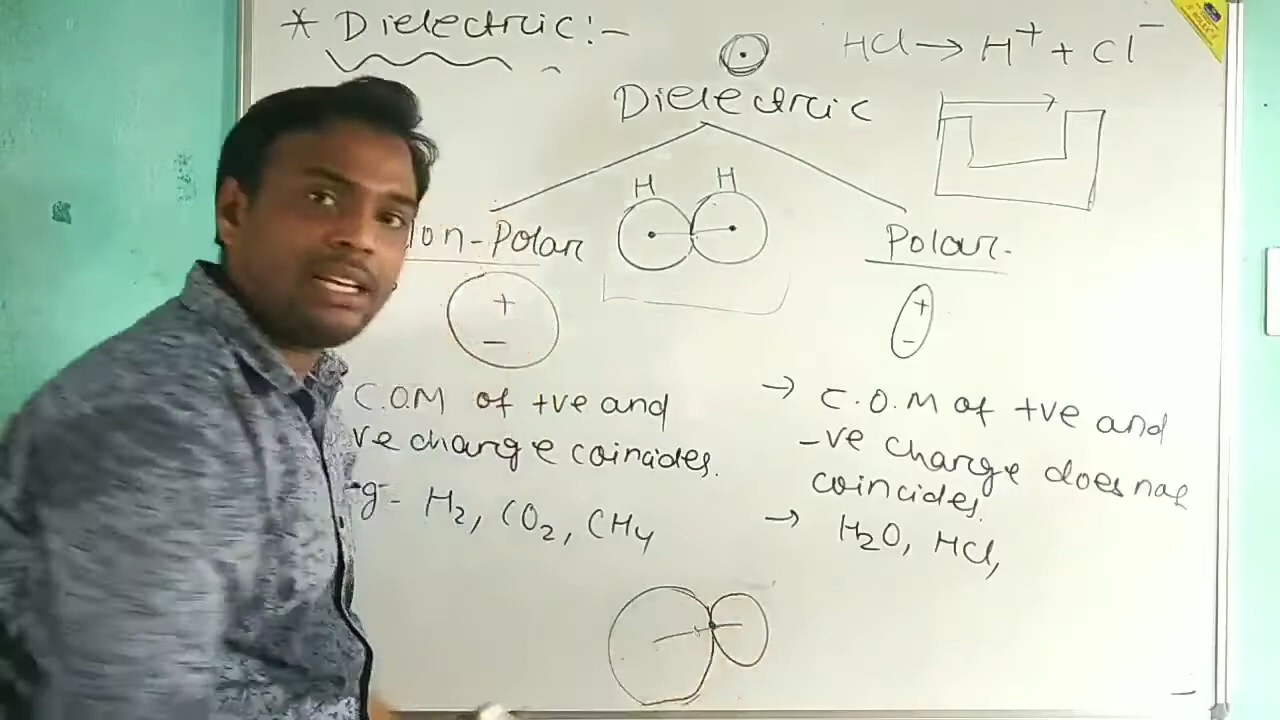 * Dielectric:-
HCl → H⁺ + Cl⁻
Dielectric
H H
Non-Polar
Polar-
+
-
+
-
C.O.M of +ve and
ve charge coincides.
g- H₂, CO₂, CH₄
→ C.O.M of +ve and
-ve charge does not
coincides.
→ H₂O, HCl,